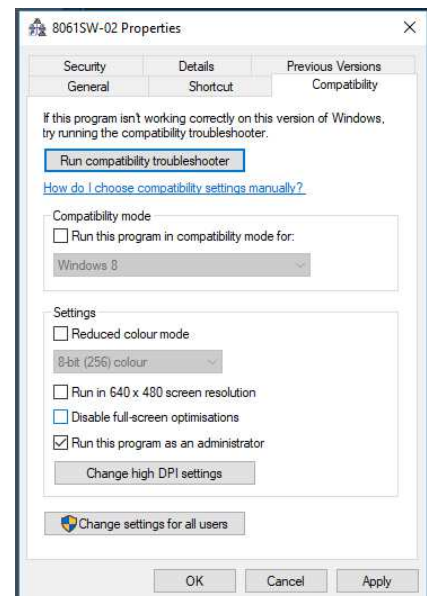 8061SW-02 Properties
Security Details Previous Versions
General Shortcut Compatibility
If this program isn't working correctly on this version of Windows,
try running the compatibility troubleshooter.
Run compatibility troubleshooter
How do I choose compatibility settings manually?
Compatibility mode
Run this program in compatibility mode for:
Windows 8
Settings
Reduced colour mode
8-bit (256) colour
Run in 640 x 480 screen resolution
Disable full-screen optimisations
Run this program as an administrator
Change high DPI settings
Change settings for all users
OK Cancel Apply